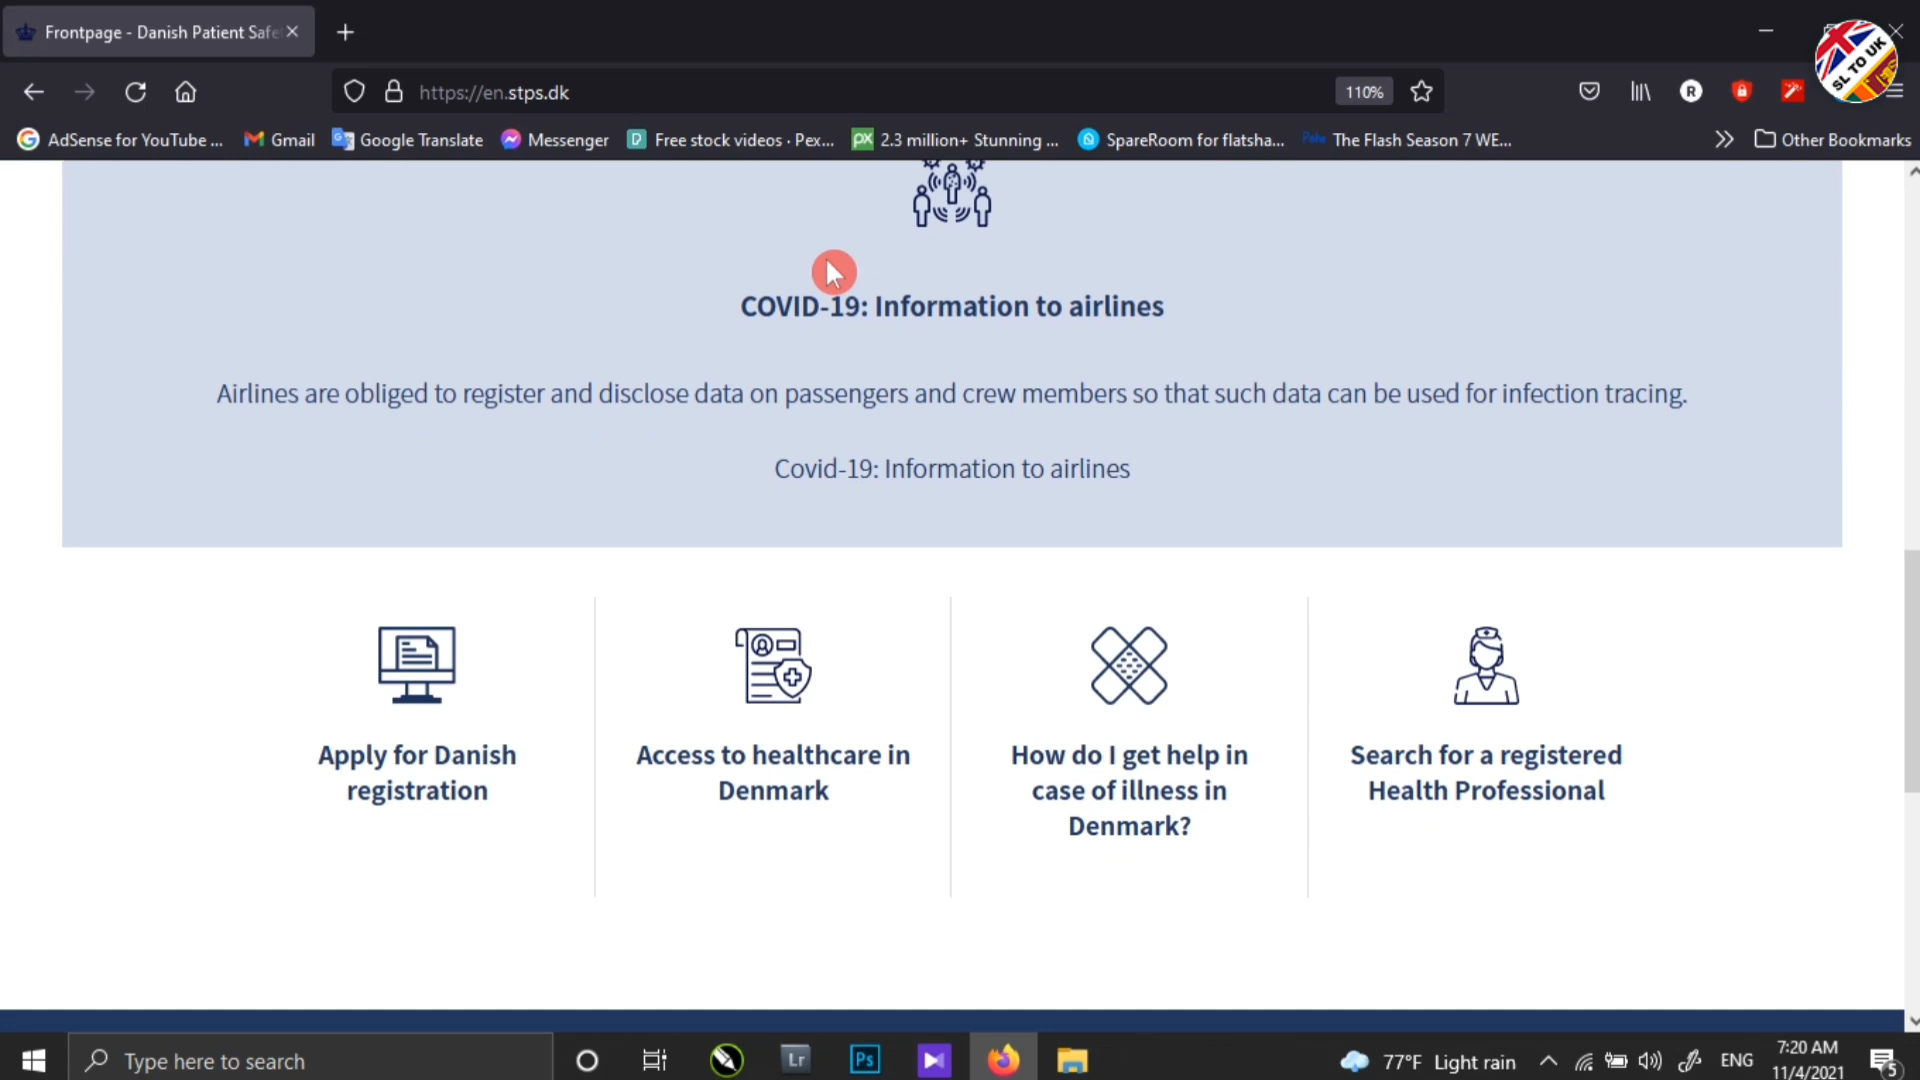 Frontpage - Danish Patient Safe
SL TO UK
https://en.stps.dk
110%
AdSense for YouTube ...
Gmail
Google Translate
Messenger
Free stock videos · Pex...
2.3 million+ Stunning ...
SpareRoom for flatsha...
The Flash Season 7 WE...
Other Bookmarks
COVID-19: Information to airlines
Airlines are obliged to register and disclose data on passengers and crew members so that such data can be used for infection tracing.
Covid-19: Information to airlines
Apply for Danish
registration
Access to healthcare in
Denmark
How do I get help in
case of illness in
Denmark?
Search for a registered
Health Professional
Type here to search
Lr
Ps
77°F Light rain
ENG
7:20 AM
11/4/2021
5